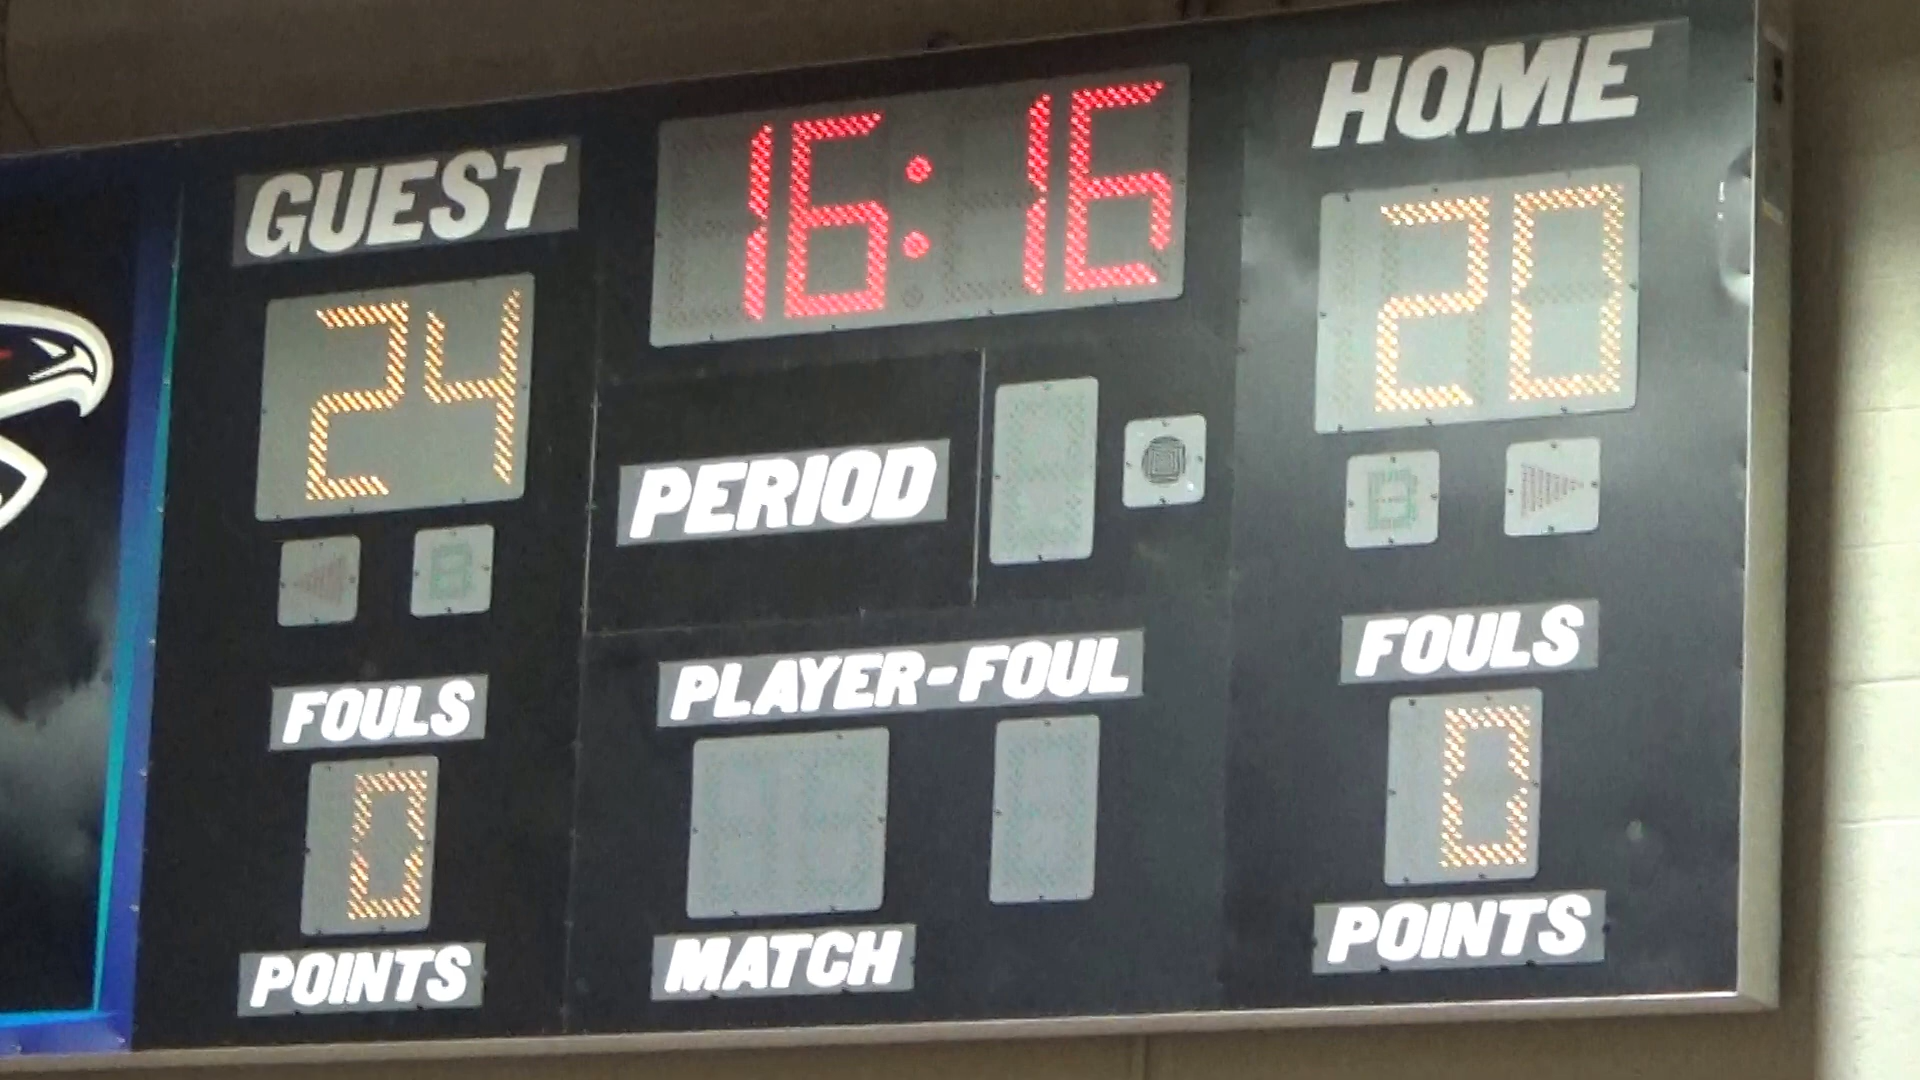 GUEST 16:16 HOME
24 20
PERIOD
B B
FOULS PLAYER-FOUL FOULS
0 0
POINTS MATCH POINTS